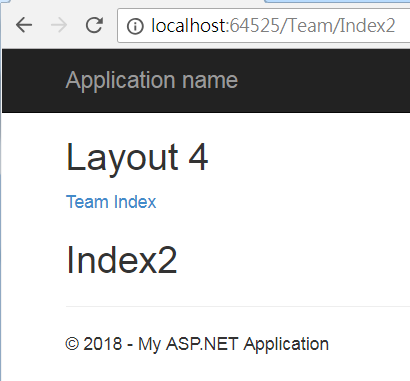 localhost:64525/Team/Index2
Application name
Layout 4
Team Index
Index2
© 2018 - My ASP.NET Application